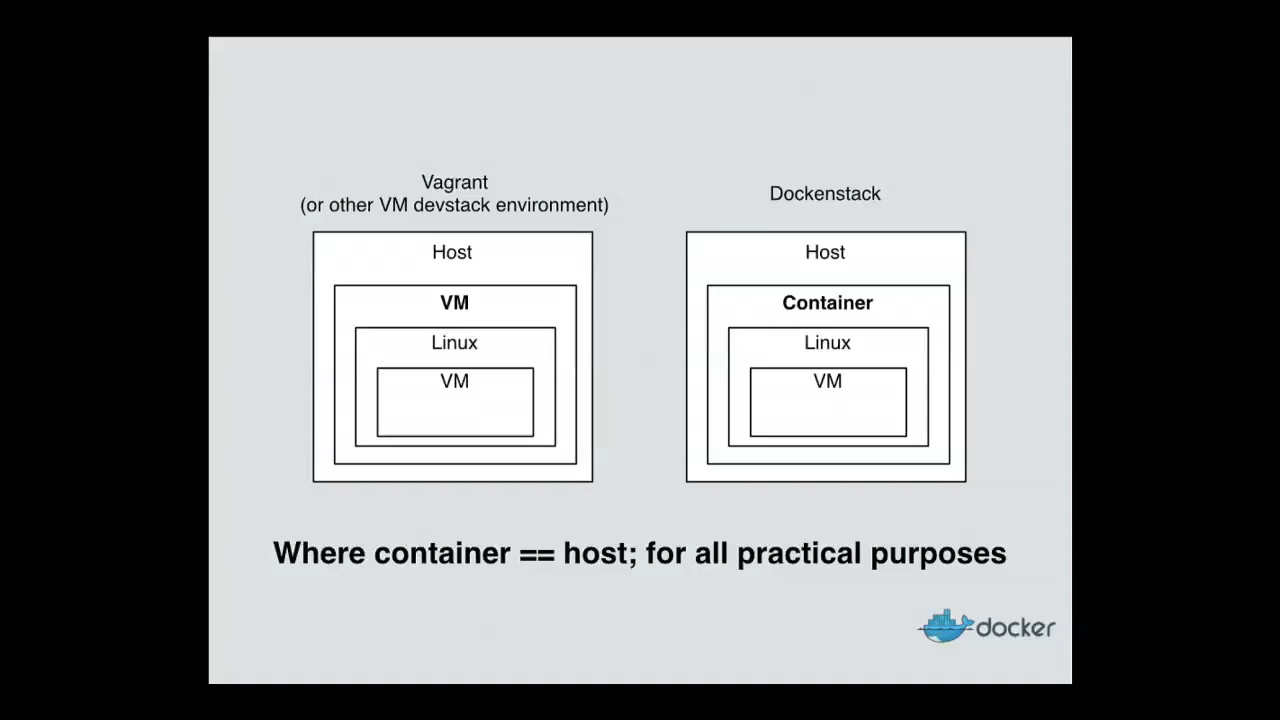 Vagrant
(or other VM devstack environment)
Host
VM
Linux
VM
Dockenstack
Host
Container
Linux
VM
Where container == host; for all practical purposes
docker